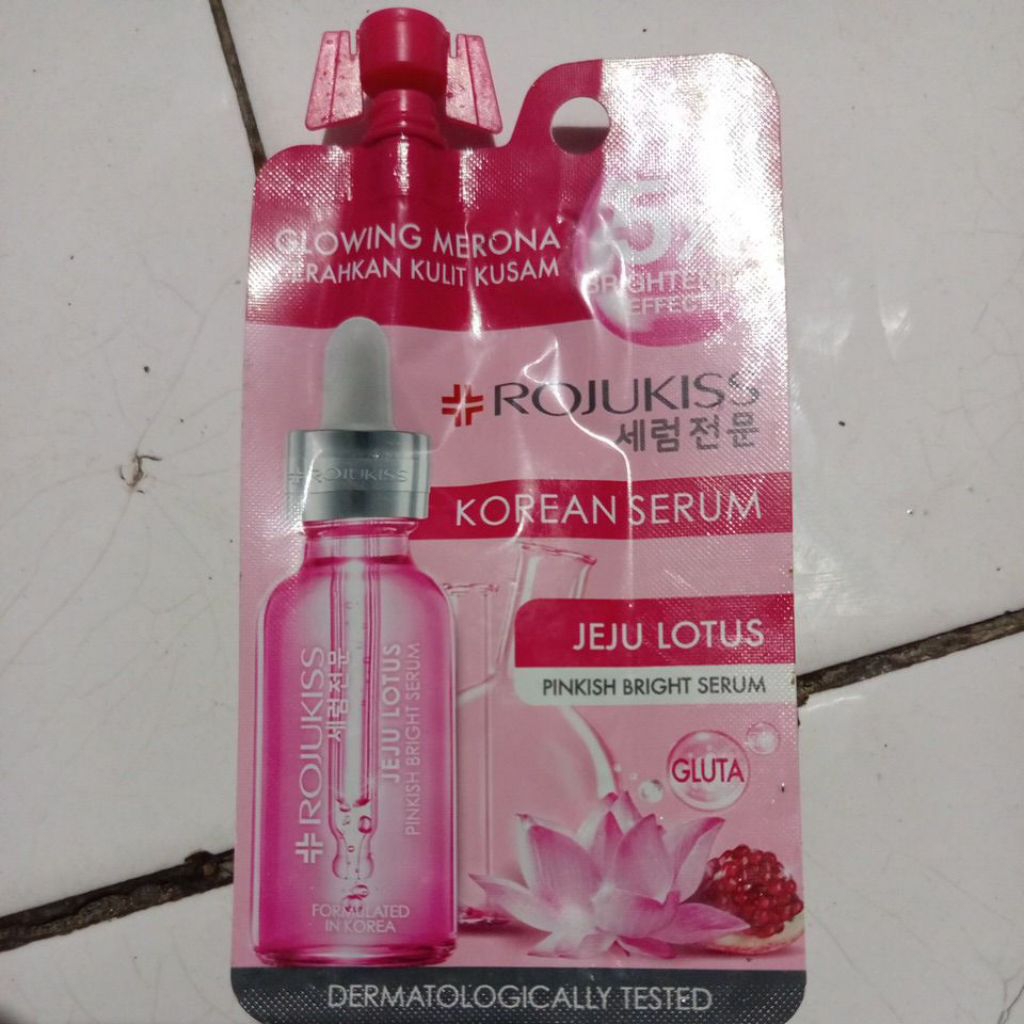 GLOWING MERONA
CERAHKAN KULIT KUSAM
5X
BRIGHTENING
EFFECT
ROJUKISS
세럼전문
KOREAN SERUM
JEJU LOTUS
PINKISH BRIGHT SERUM
GLUTA
ROJUKISS
ROJUKISS
세럼전문
JEJU LOTUS
PINKISH BRIGHT SERUM
FORMULATED
IN KOREA
DERMATOLOGICALLY TESTED